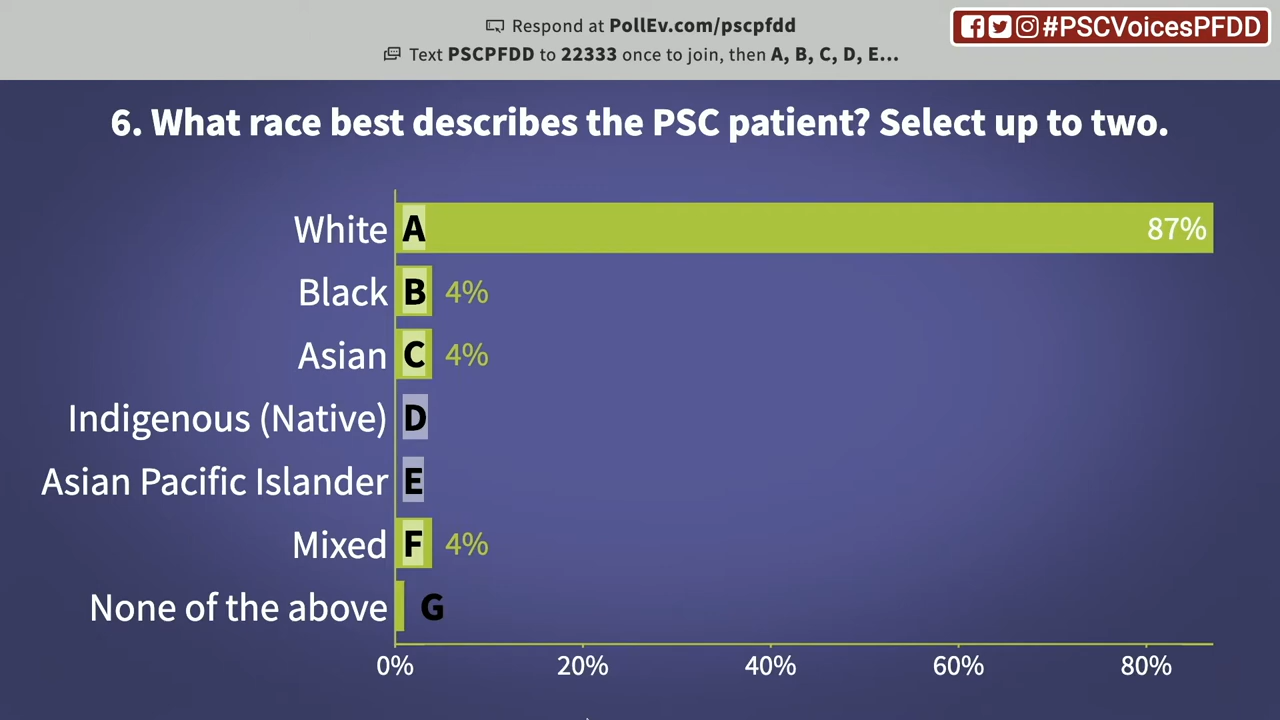 Respond at PollEv.com/pscpfdd
Text PSCPFDD to 22333 once to join, then A, B, C, D, E...
#PSCVoicesPFDD
6. What race best describes the PSC patient? Select up to two.
White A 87%
Black B 4%
Asian C 4%
Indigenous (Native) D
Asian Pacific Islander E
Mixed F 4%
None of the above G
0% 20% 40% 60% 80%